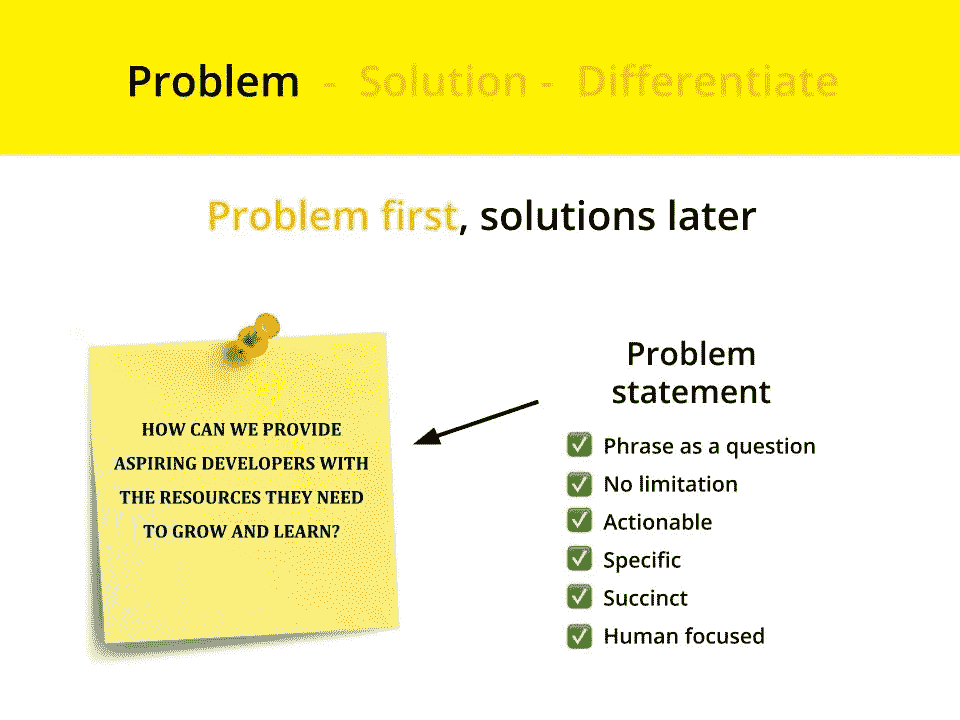 Problem - Solution - Differentiate
Problem first, solutions later
HOW CAN WE PROVIDE
ASPIRING DEVELOPERS WITH
THE RESOURCES THEY NEED
TO GROW AND LEARN?
Problem
statement
Phrase as a question
No limitation
Actionable
Specific
Succinct
Human focused